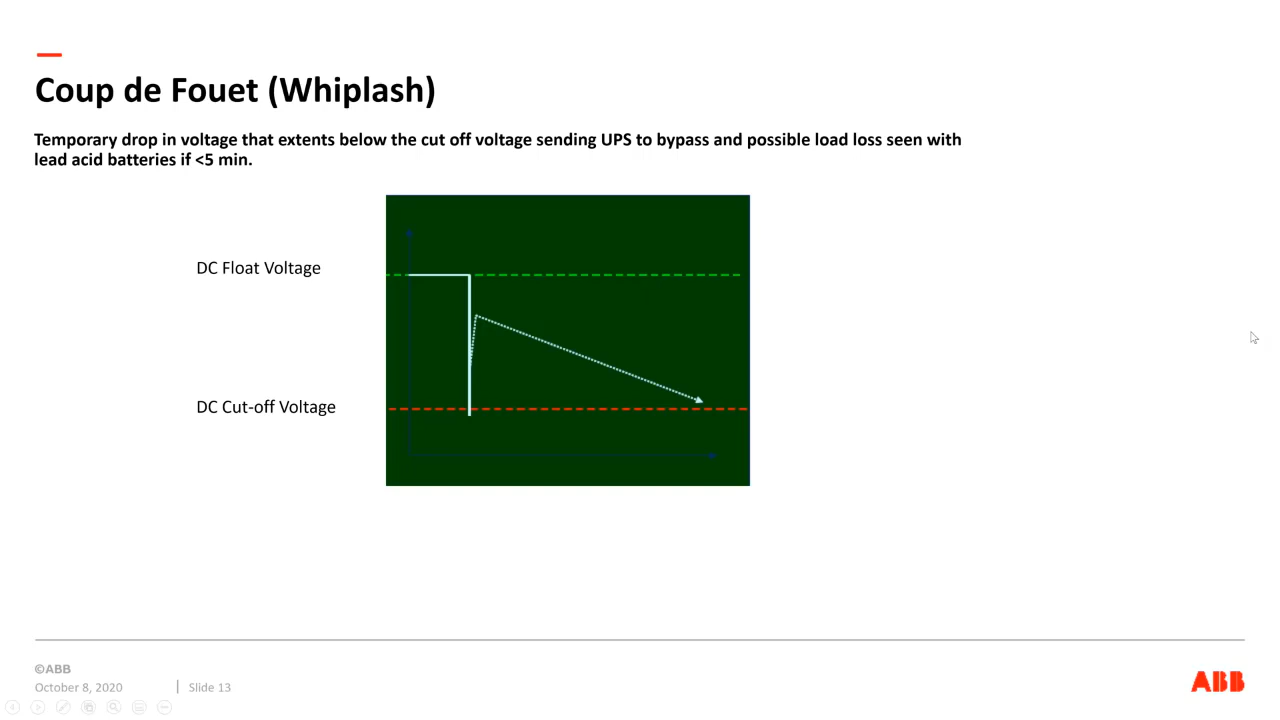 Coup de Fouet (Whiplash)
Temporary drop in voltage that extents below the cut off voltage sending UPS to bypass and possible load loss seen with
lead acid batteries if <5 min.
DC Float Voltage
DC Cut-off Voltage
©ABB
October 8, 2020
Slide 13
ABB